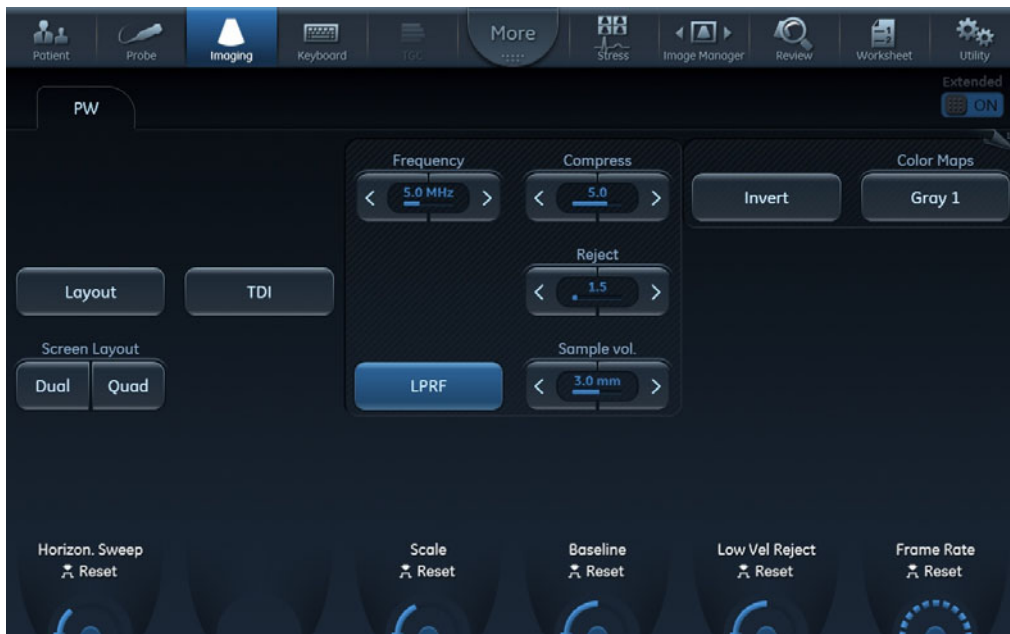 Patient
Probe
Imaging
Keyboard
TGC
More
Stress
Image Manager
Review
Worksheet
Utility
Extended
ON
PW
Frequency
Compress
Color Maps
5.0 MHz
5.0
Invert
Gray 1
Reject
Layout
TDI
1.5
Screen Layout
Sample vol.
Dual
Quad
LPRF
3.0 mm
Horizon. Sweep
Reset
Scale
Reset
Baseline
Reset
Low Vel Reject
Reset
Frame Rate
Reset